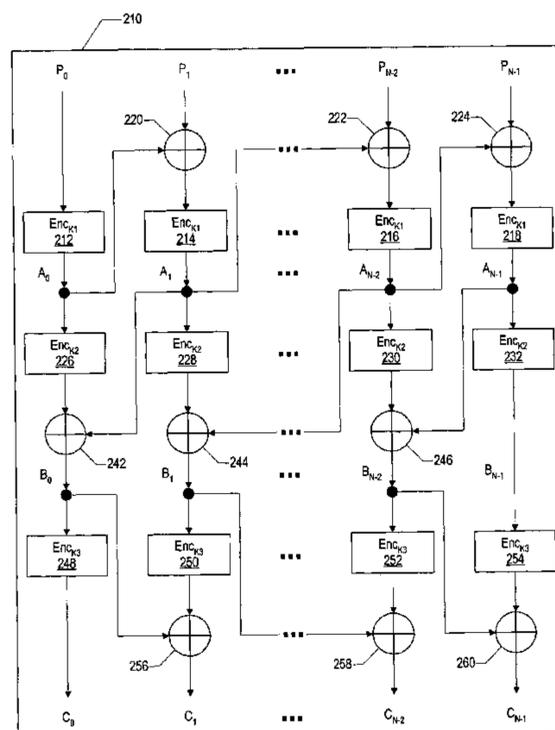 210
P0 P1 ... PN-2 PN-1
220 222 224
EncK1 212 EncK1 214 ... EncK1 216 EncK1 218
A0 A1 ... AN-2 AN-1
EncK2 226 EncK2 228 ... EncK2 230 EncK2 232
242 244 246
B0 B1 ... BN-2 BN-1
EncK3 248 EncK3 250 ... EncK3 252 EncK3 254
256 258 260
C0 C1 ... CN-2 CN-1